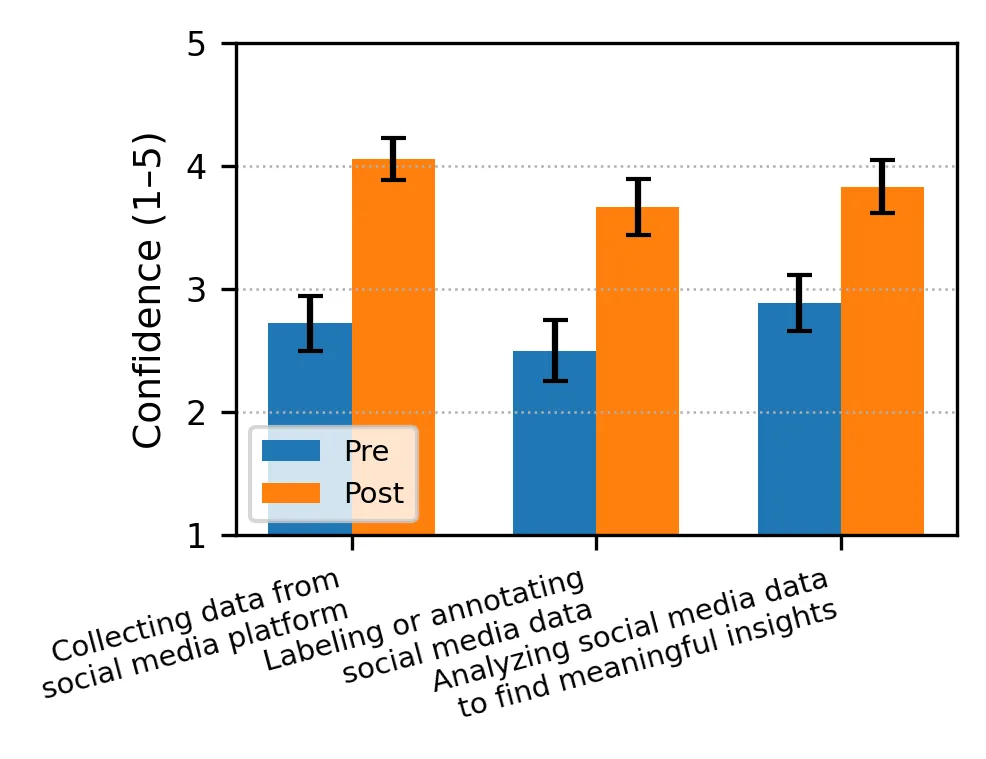 5
4
3
2
1
Confidence (1–5)
Pre
Post
Collecting data from
social media platform
Labeling or annotating
social media data
Analyzing social media data
to find meaningful insights